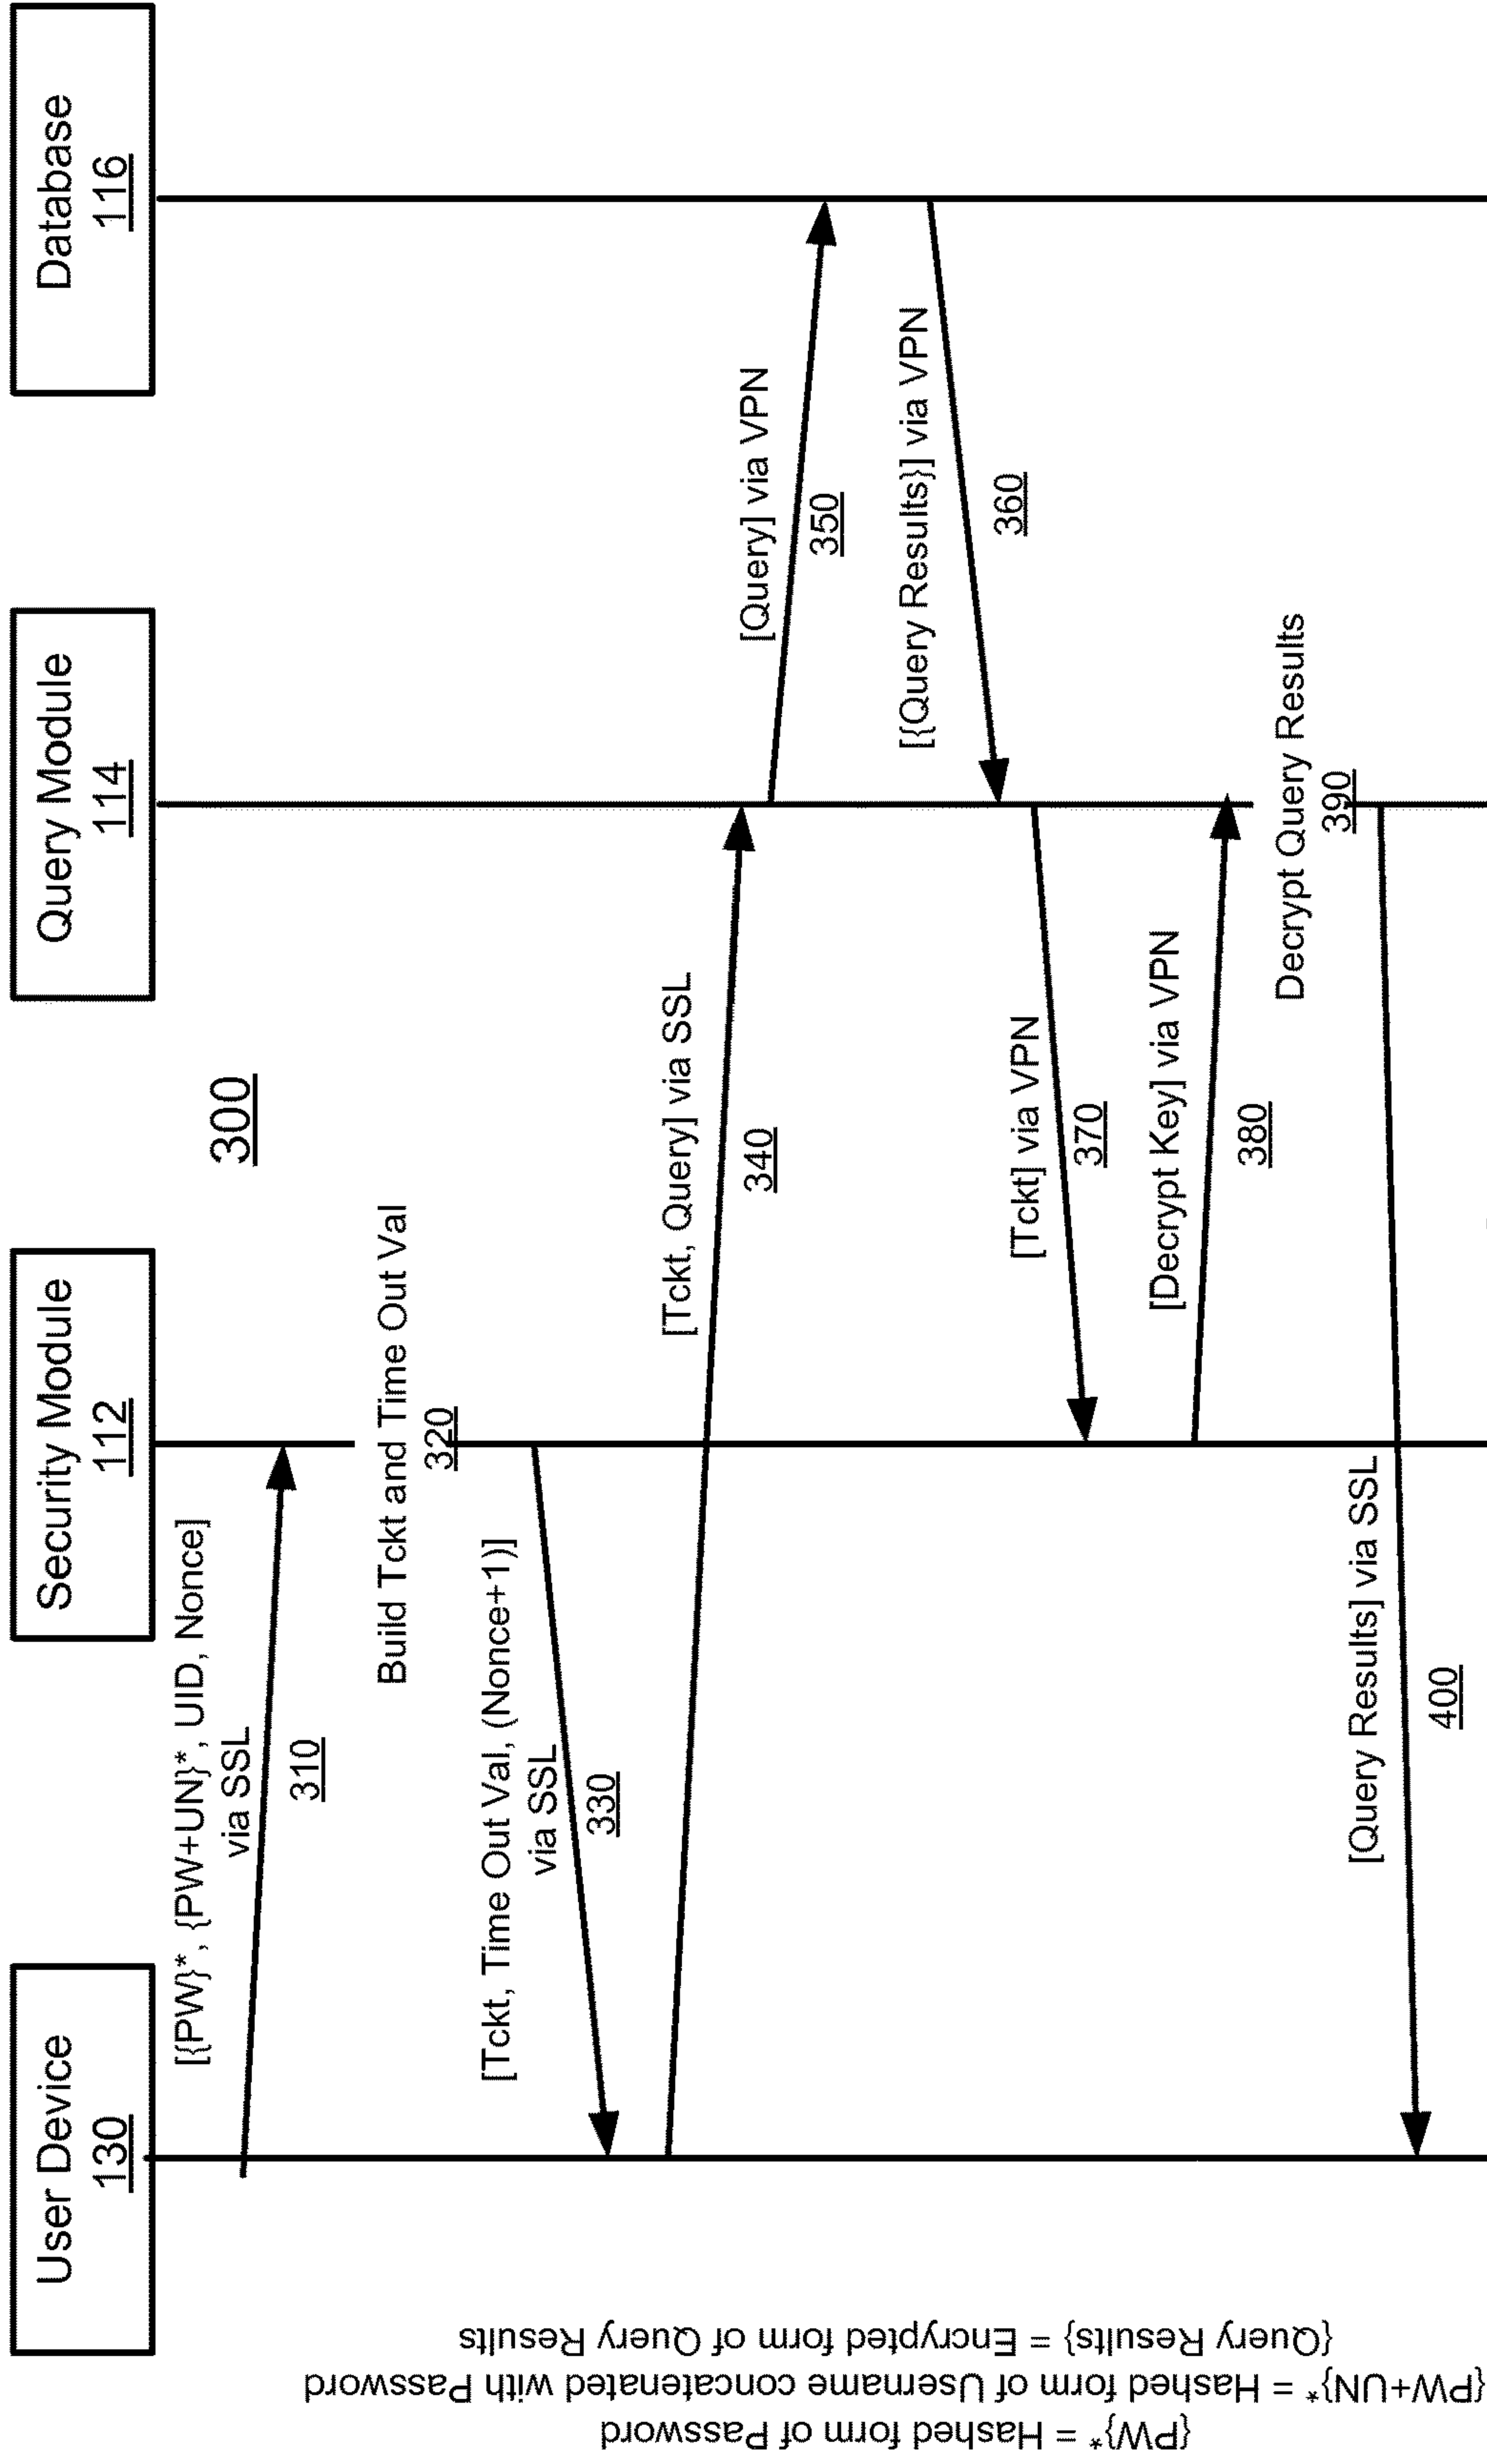 User Device
130
Security Module
112
Query Module
114
Database
116
300
[{PW}*, {PW+UN}*, UID, Nonce]
via SSL
310
Build Tckt and Time Out Val
320
[Tckt, Time Out Val, (Nonce+1)]
via SSL
330
[Tckt, Query] via SSL
340
[Query] via VPN
350
[{Query Results}] via VPN
360
[Tckt] via VPN
370
[Decrypt Key] via VPN
380
Decrypt Query Results
390
[Query Results] via SSL
400
{PW}* = Hashed form of Password
{PW+UN}* = Hashed form of Username concatenated with Password
{Query Results} = Encrypted form of Query Results